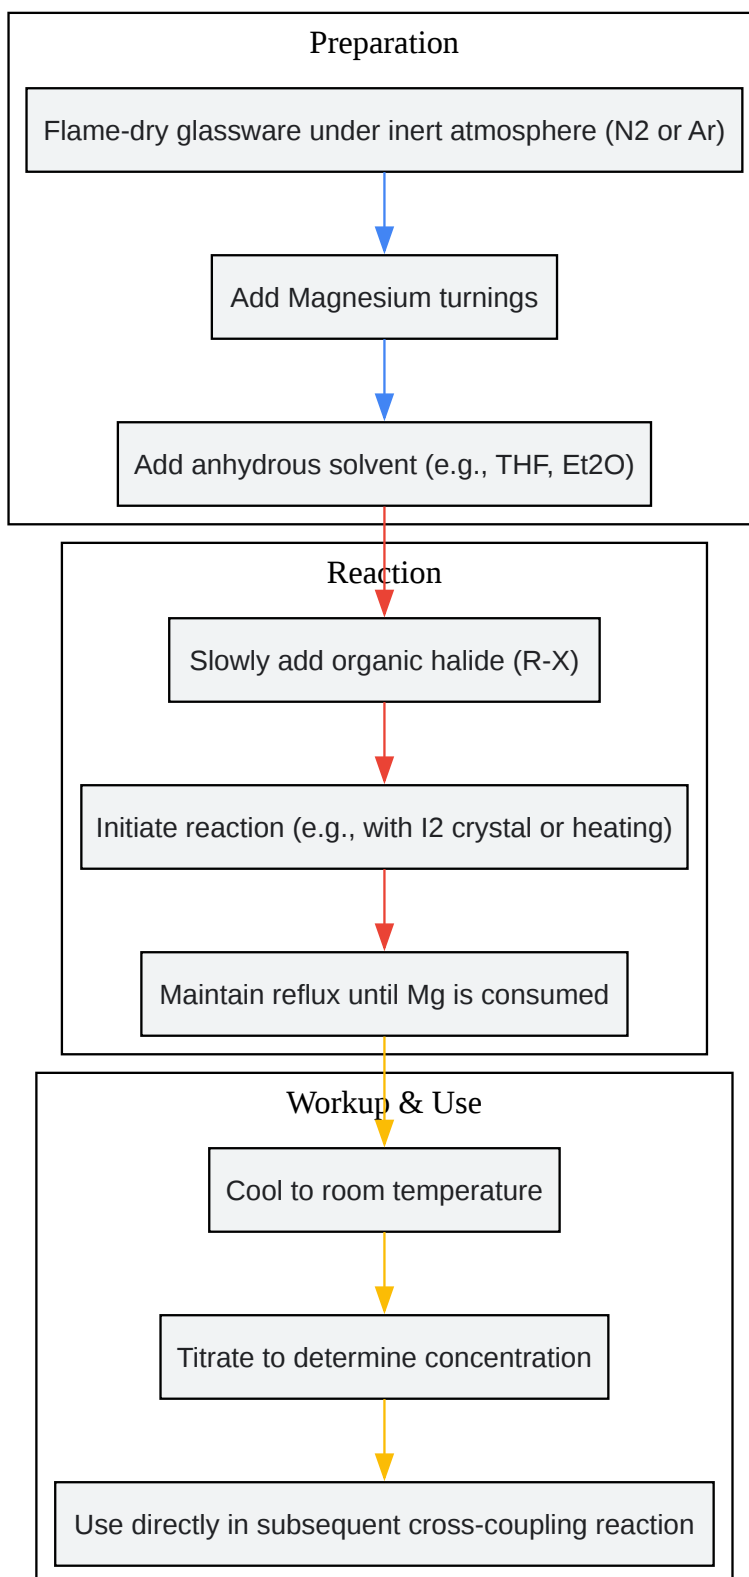 Preparation
Flame-dry glassware under inert atmosphere (N2 or Ar)
Add Magnesium turnings
Add anhydrous solvent (e.g., THF, Et2O)
Reaction
Slowly add organic halide (R-X)
Initiate reaction (e.g., with I2 crystal or heating)
Maintain reflux until Mg is consumed
Workup & Use
Cool to room temperature
Titrate to determine concentration
Use directly in subsequent cross-coupling reaction